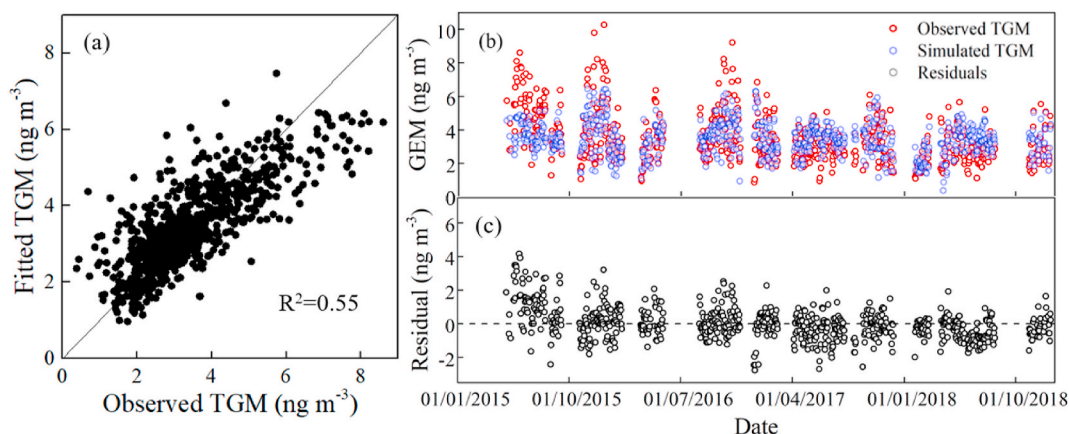 (a)
8
6
4
2
0
Fitted TGM (ng m⁻³)
R²=0.55
0 2 4 6 8
Observed TGM (ng m⁻³)
(b)
Observed TGM
Simulated TGM
Residuals
10
8
6
4
2
0
GEM (ng m⁻³)
(c)
4
2
0
-2
Residual (ng m⁻³)
01/01/2015 01/10/2015 01/07/2016 01/04/2017 01/01/2018 01/10/2018
Date